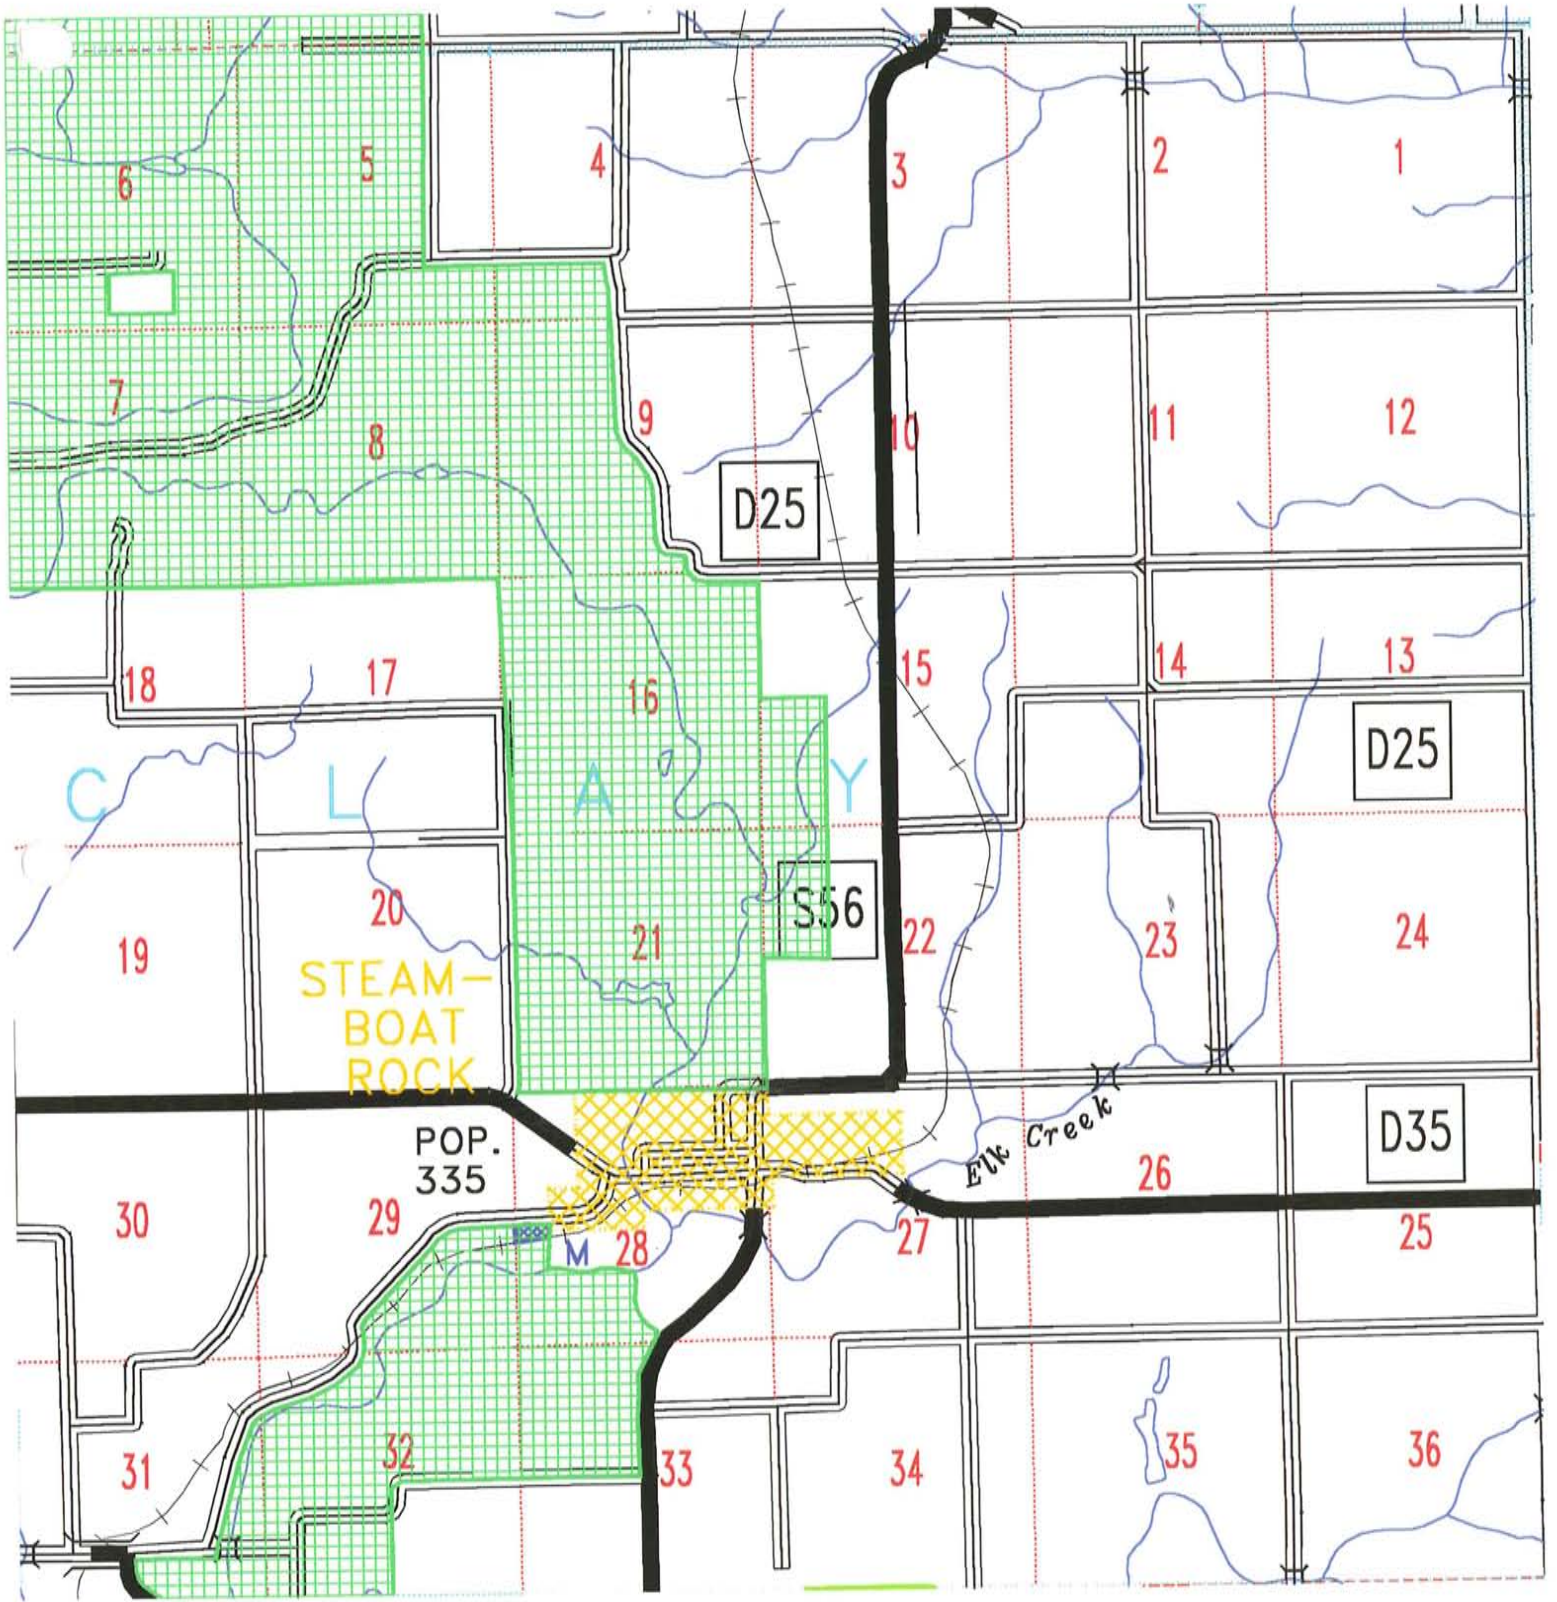 6 5 4 3 2 1
7 8 9 10 11 12
D25
18 17 16 15 14 13
D25
C L A Y
19 20 21 22 23 24
S56
STEAM-
BOAT
ROCK
POP.
335
Elk Creek
D35
30 29 28 27 26 25
M
31 32 33 34 35 36